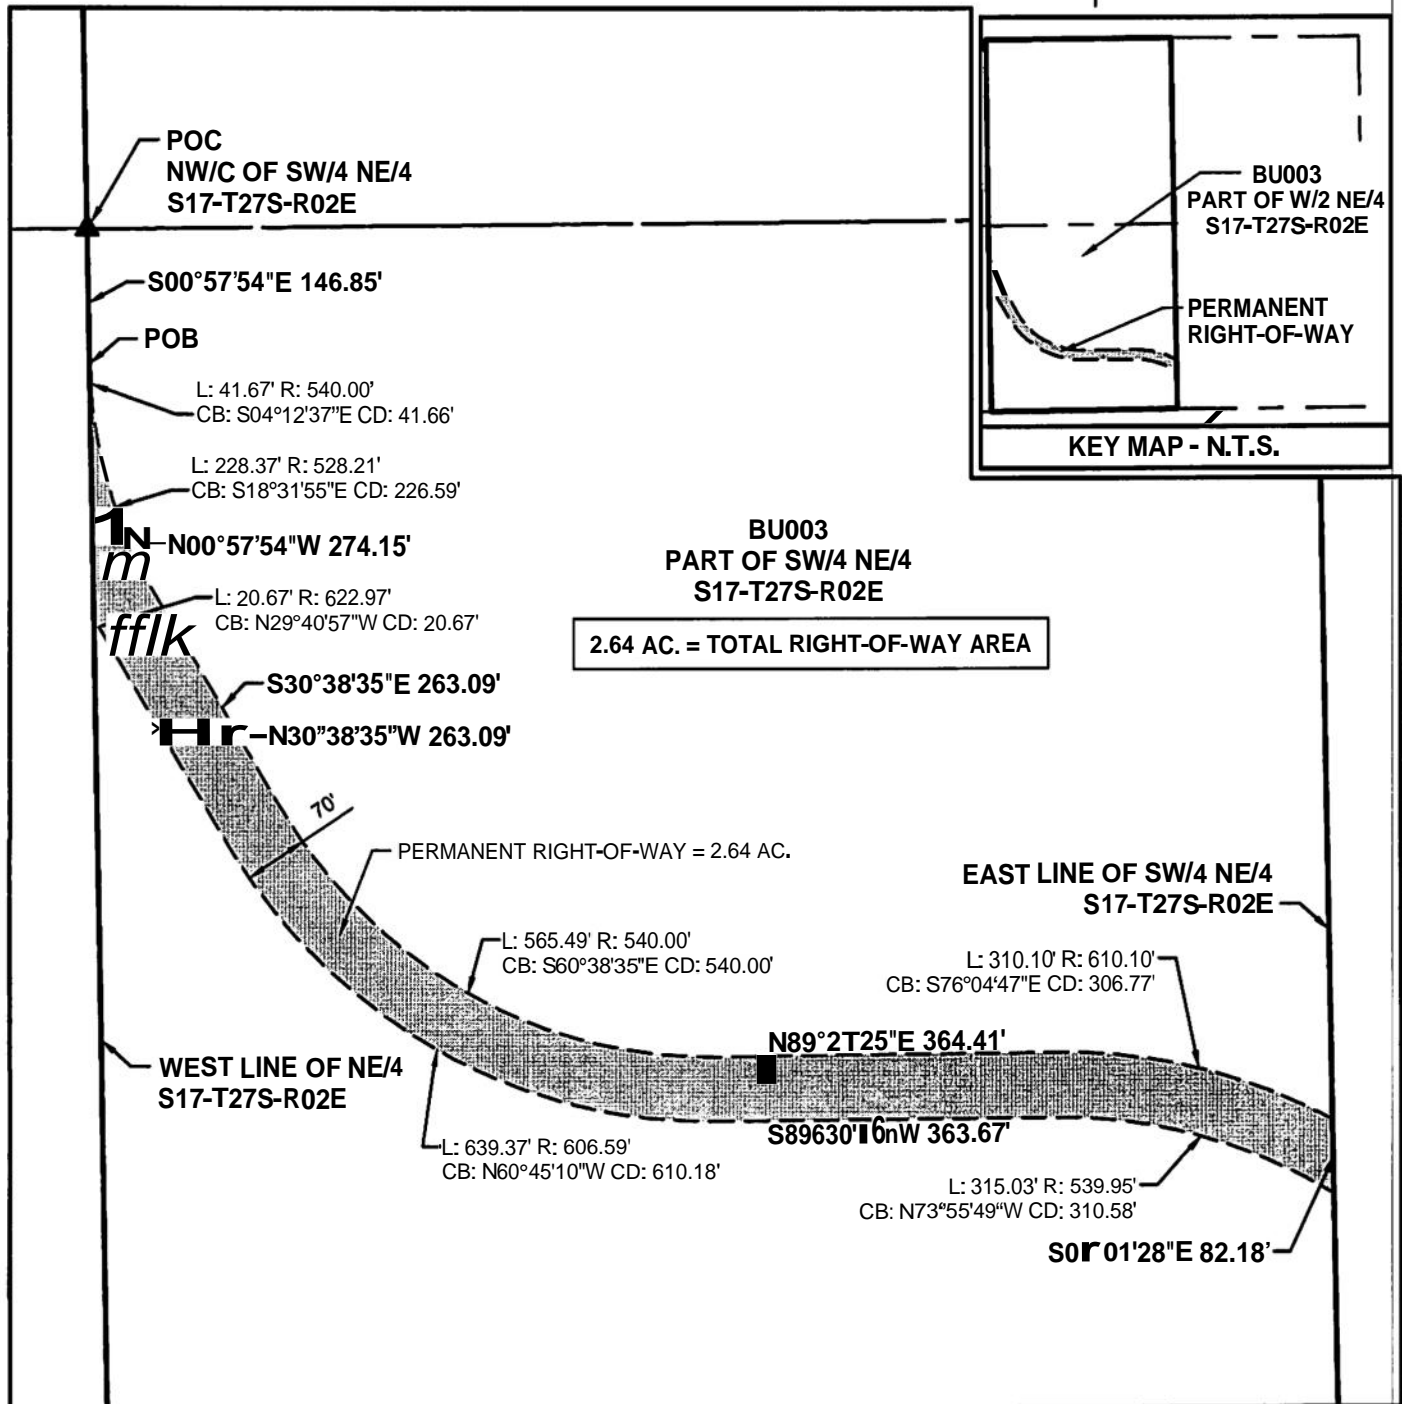 POC
NW/C OF SW/4 NE/4
S17-T27S-R02E
S00°57'54"E 146.85'
POB
L: 41.67' R: 540.00'
CB: S04°12'37"E CD: 41.66'
L: 228.37' R: 528.21'
CB: S18°31'55"E CD: 226.59'
1N
m
N00°57'54"W 274.15'
L: 20.67' R: 622.97'
CB: N29°40'57"W CD: 20.67'
fflk
S30°38'35"E 263.09'
Hr-N30"38'35"W 263.09'
70'
PERMANENT RIGHT-OF-WAY = 2.64 AC.
BU003
PART OF SW/4 NE/4
S17-T27S-R02E
2.64 AC. = TOTAL RIGHT-OF-WAY AREA
BU003
PART OF W/2 NE/4
S17-T27S-R02E
PERMANENT
RIGHT-OF-WAY
KEY MAP - N.T.S.
EAST LINE OF SW/4 NE/4
S17-T27S-R02E
L: 565.49' R: 540.00'
CB: S60°38'35"E CD: 540.00'
L: 310.10' R: 610.10'
CB: S76°04'47"E CD: 306.77'
N89°2T25"E 364.41'
WEST LINE OF NE/4
S17-T27S-R02E
S89630'16nW 363.67'
L: 639.37' R: 606.59'
CB: N60°45'10"W CD: 610.18'
L: 315.03' R: 539.95'
CB: N73°55'49"W CD: 310.58'
S0r01'28"E 82.18'